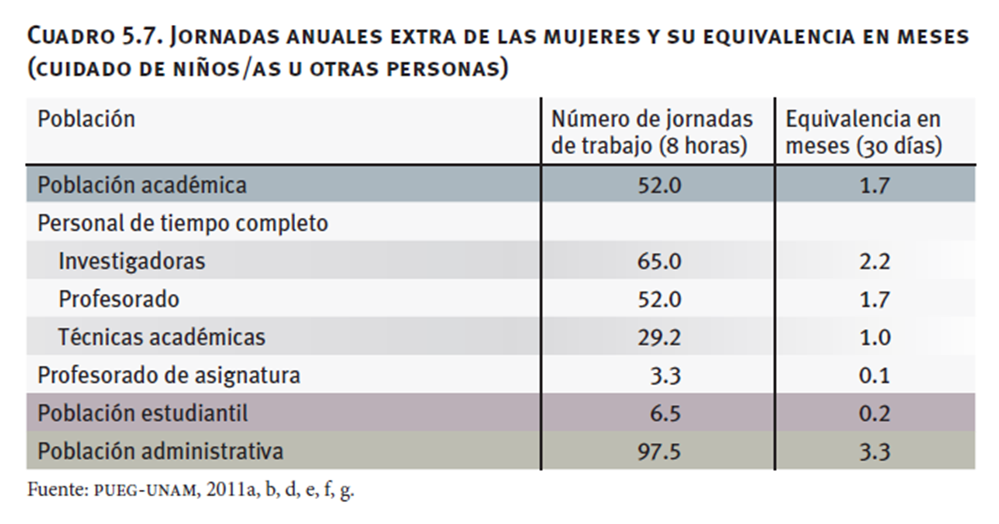 CUADRO 5.7. JORNADAS ANUALES EXTRA DE LAS MUJERES Y SU EQUIVALENCIA EN MESES
(CUIDADO DE NIÑOS/AS U OTRAS PERSONAS)
Población Número de jornadas de trabajo (8 horas) Equivalencia en meses (30 días)
Población académica 52.0 1.7
Personal de tiempo completo
Investigadoras 65.0 2.2
Profesorado 52.0 1.7
Técnicas académicas 29.2 1.0
Profesorado de asignatura 3.3 0.1
Población estudiantil 6.5 0.2
Población administrativa 97.5 3.3
Fuente: PUEG-UNAM, 2011a, b, d, e, f, g.